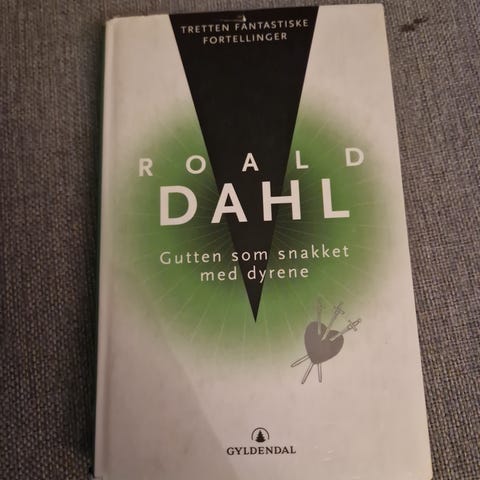 TRETTEN FANTASTISKE
FORTELLINGER
ROALD
DAHL
Gutten som snakket
med dyrene
GYLDENDAL